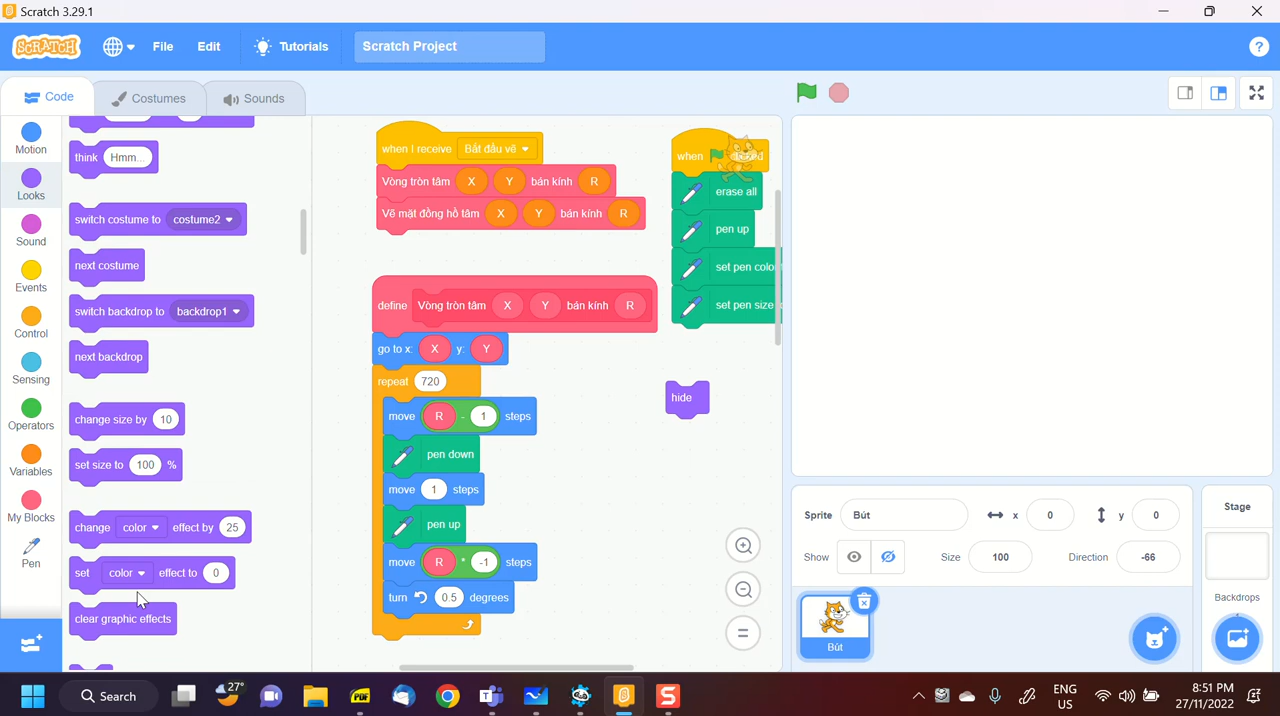 Scratch 3.29.1
SCRATCH
File
Edit
Tutorials
Scratch Project
Code
Costumes
Sounds
Motion
Looks
Sound
Events
Control
Sensing
Operators
Variables
My Blocks
Pen
think Hmm...
switch costume to costume2
next costume
switch backdrop to backdrop1
next backdrop
change size by 10
set size to 100 %
change color effect by 25
set color effect to 0
clear graphic effects
when I receive Bắt đầu vẽ
Vòng tròn tâm X Y bán kính R
Vẽ mặt đồng hồ tâm X Y bán kính R
define Vòng tròn tâm X Y bán kính R
go to x: X y: Y
repeat 720
move R - 1 steps
pen down
move 1 steps
pen up
move R * -1 steps
turn 0.5 degrees
when
erase all
pen up
set pen colo
set pen size
hide
Sprite Bút x 0 y 0
Show Size 100 Direction -66
Bút
Stage
Backdrops
Search
27°
PDF
S
ENG
US
8:51 PM
27/11/2022